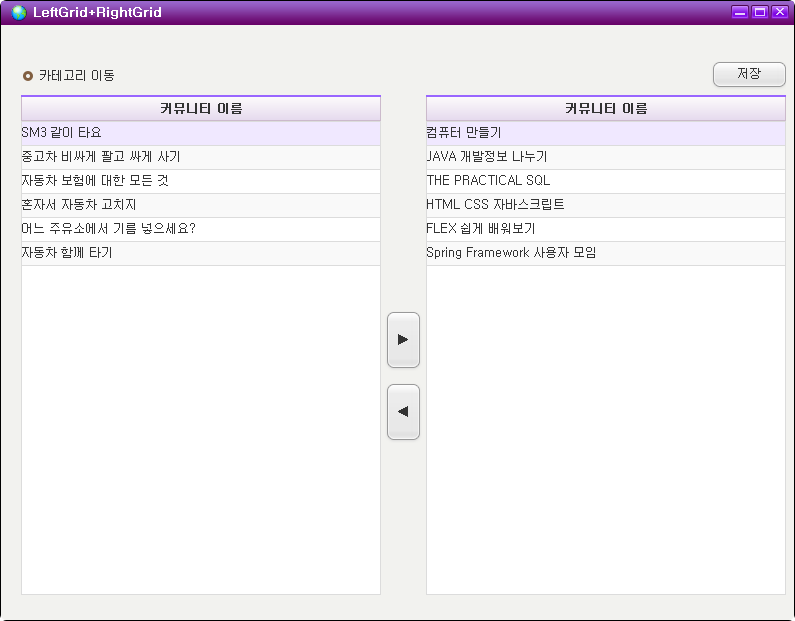 LeftGrid+RightGrid
카테고리 이동
저장
커뮤니티 이름
SM3 같이 타요
중고차 비싸게 팔고 싸게 사기
자동차 보험에 대한 모든 것
혼자서 자동차 고치지
어느 주유소에서 기름 넣으세요?
자동차 함께 타기
커뮤니티 이름
컴퓨터 만들기
JAVA 개발정보 나누기
THE PRACTICAL SQL
HTML CSS 자바스크립트
FLEX 쉽게 배워보기
Spring Framework 사용자 모임